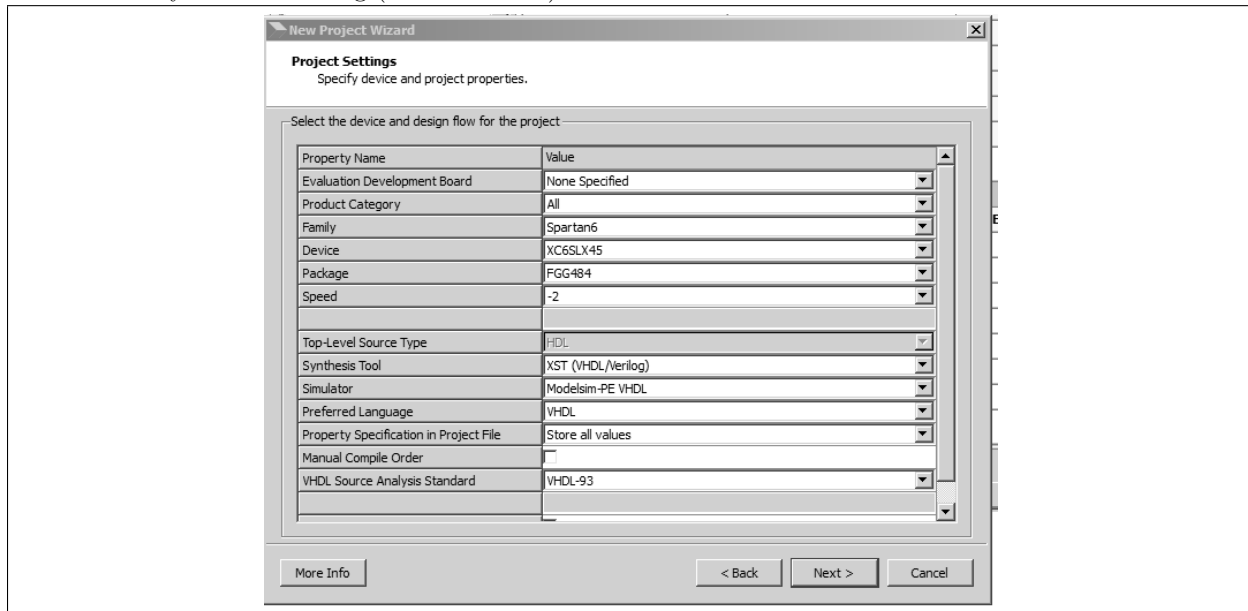 New Project Wizard
Project Settings
Specify device and project properties.
Select the device and design flow for the project
Property Name Value
Evaluation Development Board None Specified
Product Category All
Family Spartan6
Device XC6SLX45
Package FGG484
Speed -2
Top-Level Source Type HDL
Synthesis Tool XST (VHDL/Verilog)
Simulator Modelsim-PE VHDL
Preferred Language VHDL
Property Specification in Project File Store all values
Manual Compile Order
VHDL Source Analysis Standard VHDL-93
More Info < Back Next > Cancel